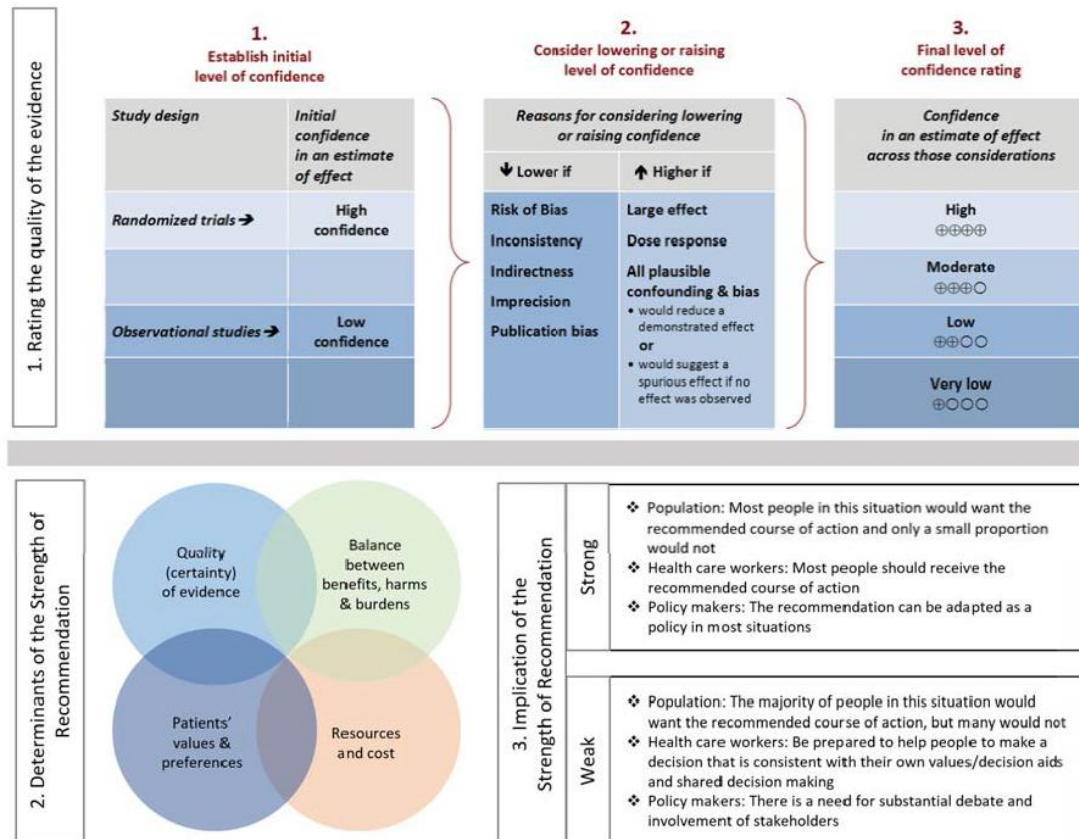 1. Rating the quality of the evidence
1.
Establish initial
level of confidence
2.
Consider lowering or raising
level of confidence
3.
Final level of
confidence rating
Study design
Initial
confidence
in an estimate
of effect
Randomized trials ➔
High
confidence
Observational studies ➔
Low
confidence
Reasons for considering lowering
or raising confidence
🡇 Lower if
🡅 Higher if
Risk of Bias
Inconsistency
Indirectness
Imprecision
Publication bias
Large effect
Dose response
All plausible
confounding & bias
• would reduce a
demonstrated effect
or
• would suggest a
spurious effect if no
effect was observed
Confidence
in an estimate of effect
across those considerations
High
⊕⊕⊕⊕
Moderate
⊕⊕⊕○
Low
⊕⊕○○
Very low
⊕○○○
2. Determinants of the Strength of
Recommendation
Quality
(certainty)
of evidence
Balance
between
benefits, harms
& burdens
Patients’
values &
preferences
Resources
and cost
3. Implication of the
Strength of Recommendation
Strong
❖ Population: Most people in this situation would want the
recommended course of action and only a small proportion
would not
❖ Health care workers: Most people should receive the
recommended course of action
❖ Policy makers: The recommendation can be adapted as a
policy in most situations
Weak
❖ Population: The majority of people in this situation would
want the recommended course of action, but many would not
❖ Health care workers: Be prepared to help people to make a
decision that is consistent with their own values/decision aids
and shared decision making
❖ Policy makers: There is a need for substantial debate and
involvement of stakeholders